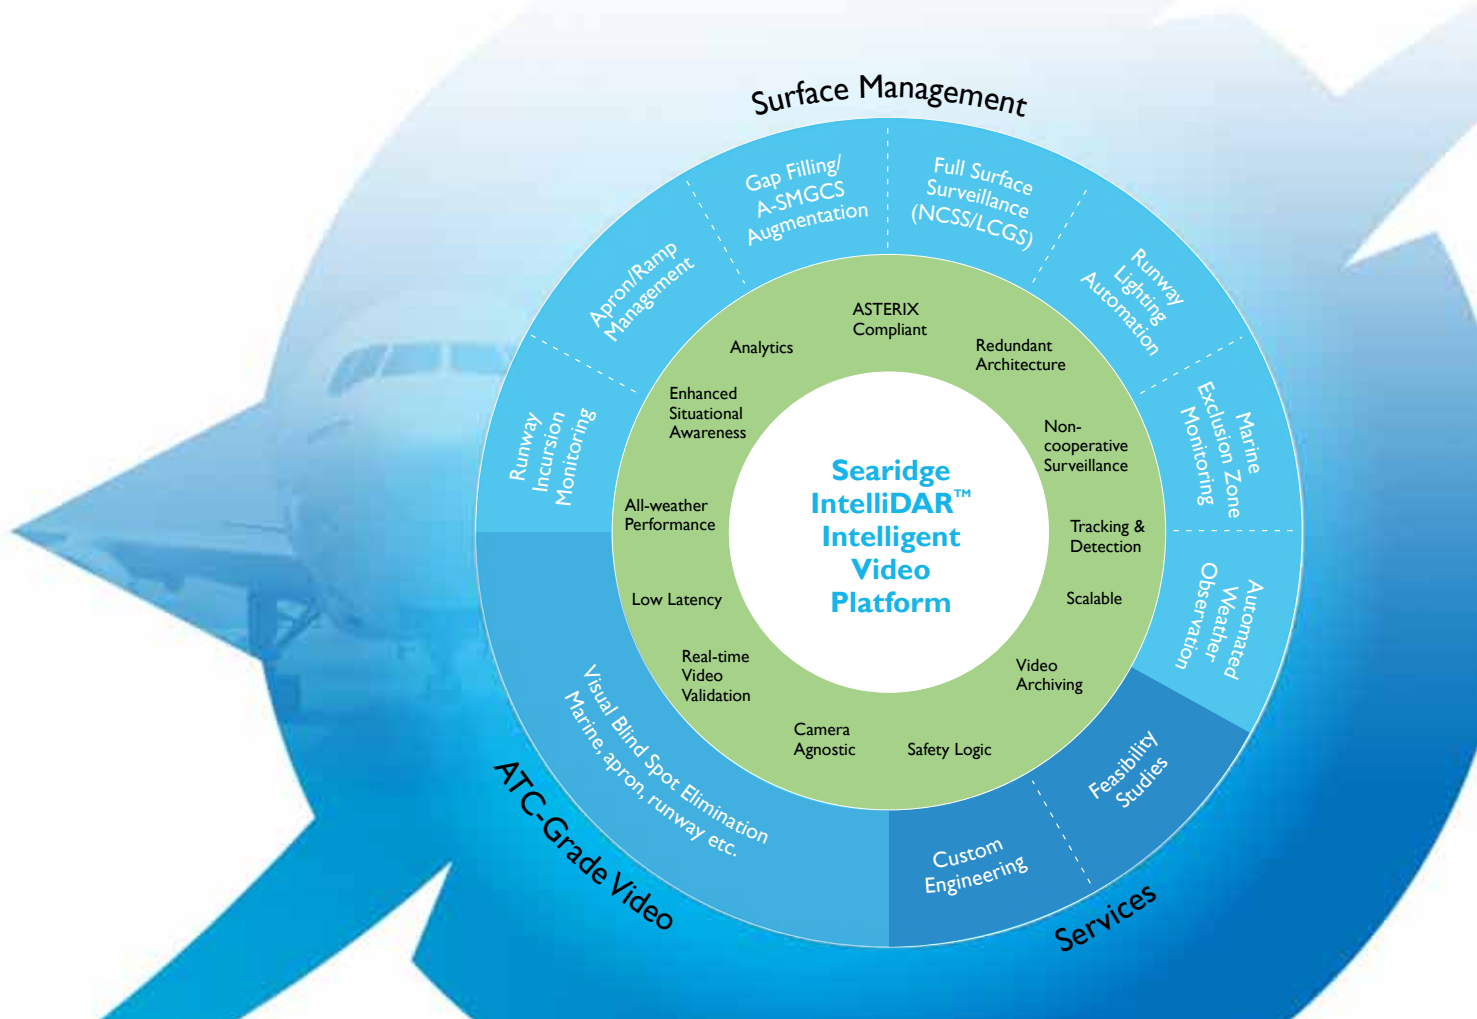 Surface Management
Runway
Incursion
Monitoring
Apron/Ramp
Management
Gap Filling/
A-SMGCS
Augmentation
Full Surface
Surveillance
(NCSS/LCGS)
Runway
Lighting
Automation
Marine
Exclusion Zone
Monitoring
Automated
Weather
Observation
ASTERIX
Compliant
Redundant
Architecture
Non-
cooperative
Surveillance
Tracking &
Detection
Scalable
Video
Archiving
Safety Logic
Camera
Agnostic
Real-time
Video
Validation
Low Latency
All-weather
Performance
Enhanced
Situational
Awareness
Analytics
Searidge
IntelliDAR™
Intelligent
Video
Platform
Visual Blind Spot Elimination
Marine, apron, runway etc.
ATC-Grade Video
Custom
Engineering
Feasibility
Studies
Services